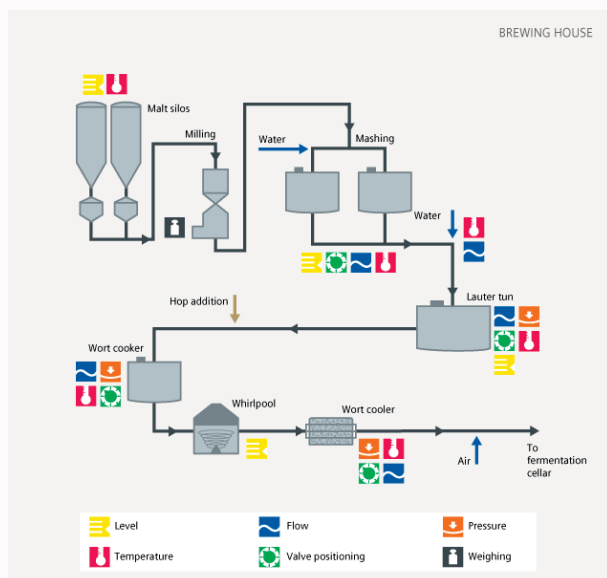 BREWING HOUSE
Malt silos
Milling
Water
Mashing
Water
Lauter tun
Hop addition
Wort cooker
Whirlpool
Wort cooler
Air
To
fermentation
cellar
Level
Flow
Pressure
Temperature
Valve positioning
Weighing